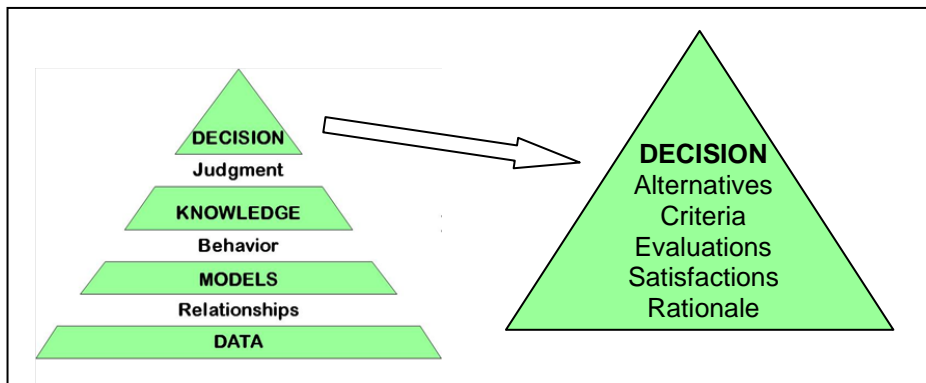 DECISION
Judgment
KNOWLEDGE
Behavior
MODELS
Relationships
DATA
DECISION
Alternatives
Criteria
Evaluations
Satisfactions
Rationale